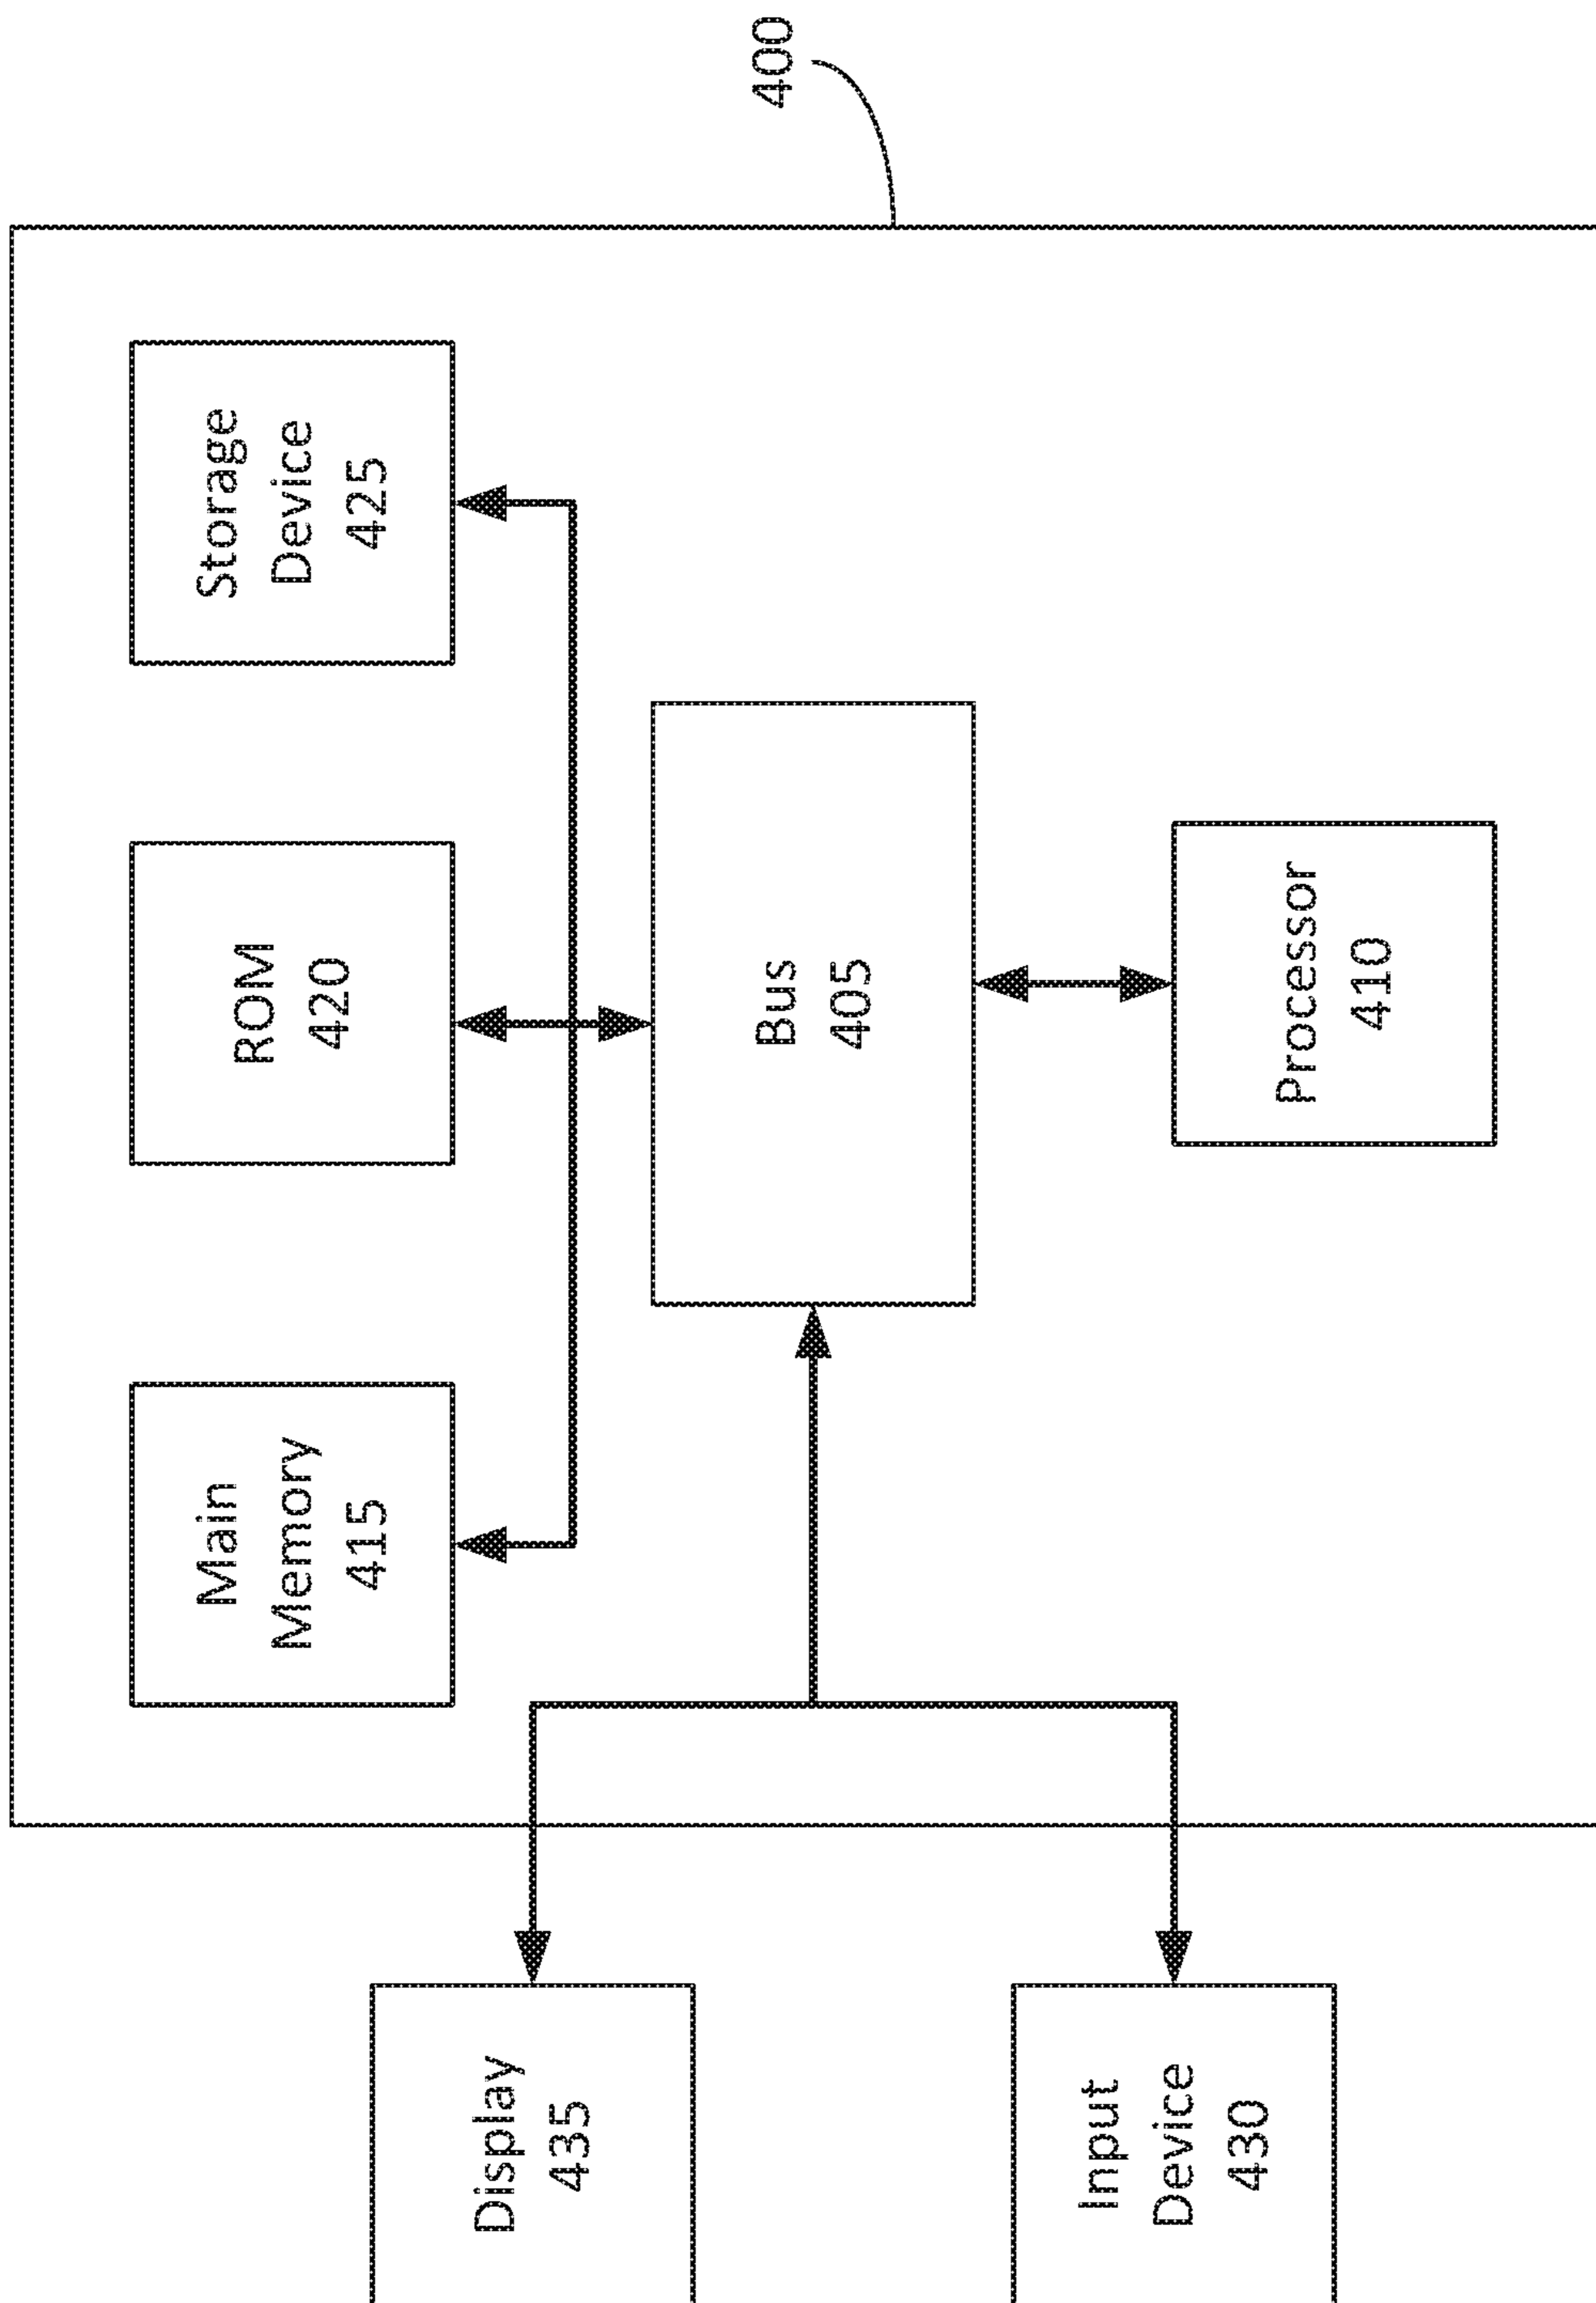 400
Main
Memory
415
ROM
420
Storage
Device
425
Display
435
Bus
405
Input
Device
430
Processor
410